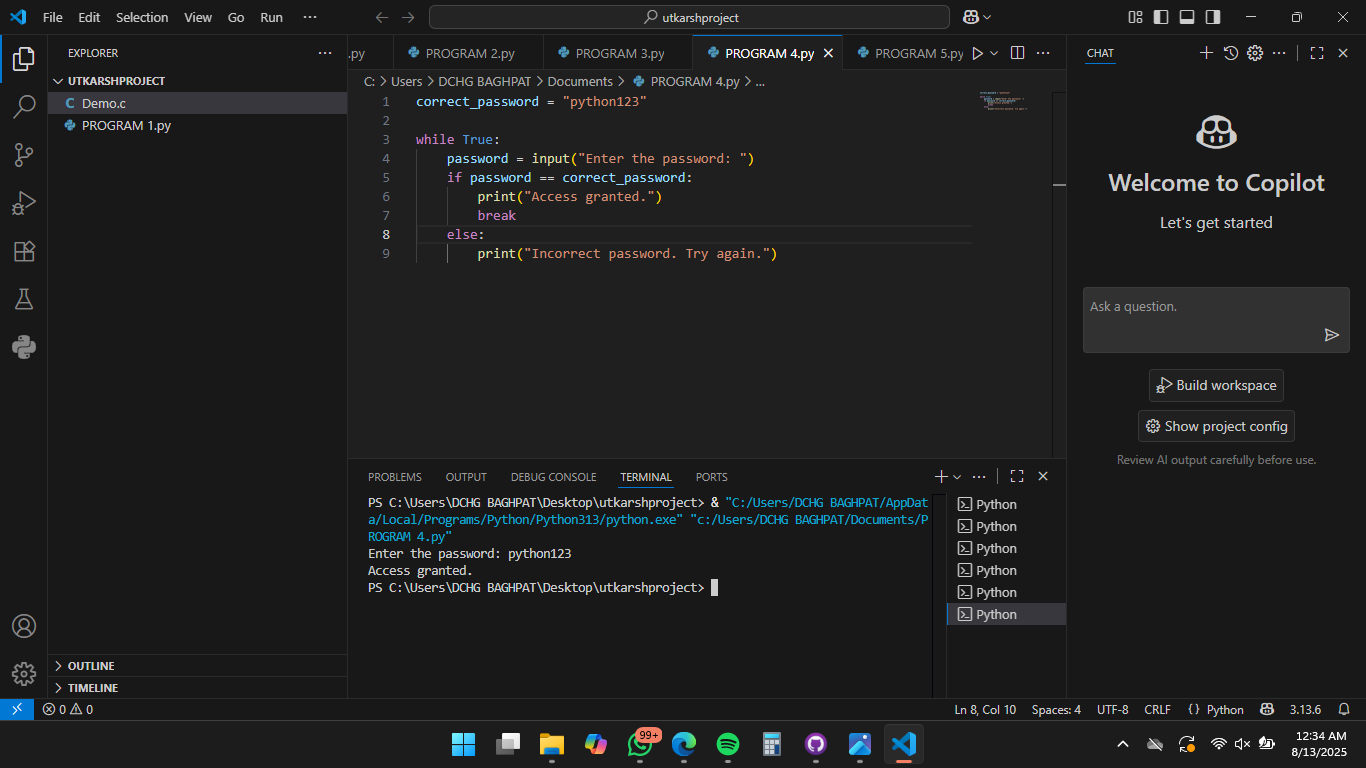 File Edit Selection View Go Run ···
utkarshproject
EXPLORER
UTKARSHPROJECT
C Demo.c
PROGRAM 1.py
OUTLINE
TIMELINE
.py PROGRAM 2.py PROGRAM 3.py PROGRAM 4.py PROGRAM 5.py
C: > Users > DCHG BAGHPAT > Documents > PROGRAM 4.py > ...
1 correct_password = "python123"
2
3 while True:
4 password = input("Enter the password: ")
5 if password == correct_password:
6 print("Access granted.")
7 break
8 else:
9 print("Incorrect password. Try again.")
PROBLEMS OUTPUT DEBUG CONSOLE TERMINAL PORTS
PS C:\Users\DCHG BAGHPAT\Desktop\utkarshproject> & "C:/Users/DCHG BAGHPAT/AppDat
a/Local/Programs/Python/Python313/python.exe" "c:/Users/DCHG BAGHPAT/Documents/P
ROGRAM 4.py"
Enter the password: python123
Access granted.
PS C:\Users\DCHG BAGHPAT\Desktop\utkarshproject>
Python
Python
Python
Python
Python
Python
CHAT
Welcome to Copilot
Let's get started
Ask a question.
Build workspace
Show project config
Review AI output carefully before use.
0 0
Ln 8, Col 10 Spaces: 4 UTF-8 CRLF {} Python 3.13.6
99+
12:34 AM
8/13/2025